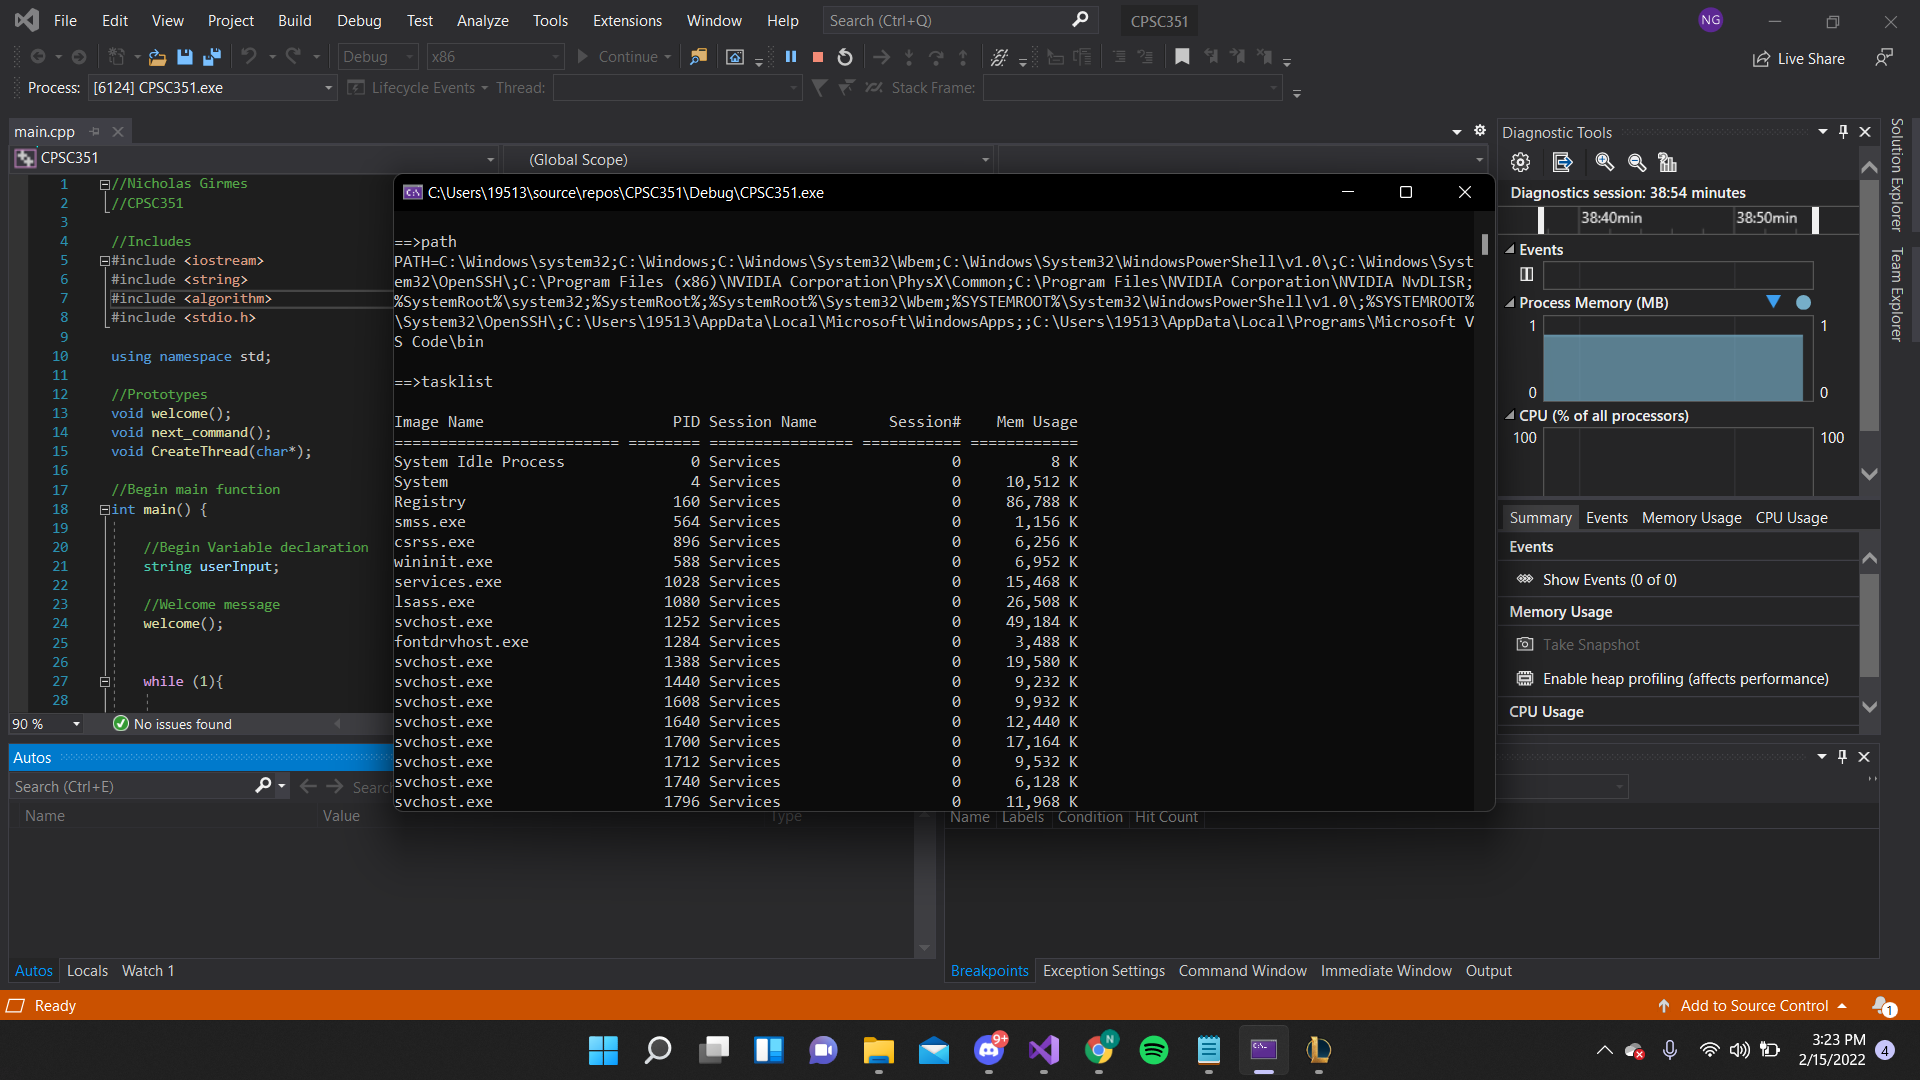 File Edit View Project Build Debug Test Analyze Tools Extensions Window Help Search (Ctrl+Q) CPSC351 NG
Debug x86 Continue Live Share
Process: [6124] CPSC351.exe Lifecycle Events Thread: Stack Frame:
main.cpp
CPSC351 (Global Scope)
1 //Nicholas Girmes
2 //CPSC351
3
4 //Includes
5 #include <iostream>
6 #include <string>
7 #include <algorithm>
8 #include <stdio.h>
9
10 using namespace std;
11
12 //Prototypes
13 void welcome();
14 void next_command();
15 void CreateThread(char*);
16
17 //Begin main function
18 int main() {
19
20 //Begin Variable declaration
21 string userInput;
22
23 //Welcome message
24 welcome();
25
26
27 while (1){
28
90 % No issues found
C:\Users\19513\source\repos\CPSC351\Debug\CPSC351.exe
==>path
PATH=C:\Windows\system32;C:\Windows;C:\Windows\System32\Wbem;C:\Windows\System32\WindowsPowerShell\v1.0\;C:\Windows\Syst
em32\OpenSSH\;C:\Program Files (x86)\NVIDIA Corporation\PhysX\Common;C:\Program Files\NVIDIA Corporation\NVIDIA NvDLISR;
%SystemRoot%\system32;%SystemRoot%;%SystemRoot%\System32\Wbem;%SYSTEMROOT%\System32\WindowsPowerShell\v1.0\;%SYSTEMROOT%
\System32\OpenSSH\;C:\Users\19513\AppData\Local\Microsoft\WindowsApps;;C:\Users\19513\AppData\Local\Programs\Microsoft V
S Code\bin
==>tasklist
Image Name PID Session Name Session# Mem Usage
========================= ======== ================ =========== ============
System Idle Process 0 Services 0 8 K
System 4 Services 0 10,512 K
Registry 160 Services 0 86,788 K
smss.exe 564 Services 0 1,156 K
csrss.exe 896 Services 0 6,256 K
wininit.exe 588 Services 0 6,952 K
services.exe 1028 Services 0 15,468 K
lsass.exe 1080 Services 0 26,508 K
svchost.exe 1252 Services 0 49,184 K
fontdrvhost.exe 1284 Services 0 3,488 K
svchost.exe 1388 Services 0 19,580 K
svchost.exe 1440 Services 0 9,232 K
svchost.exe 1608 Services 0 9,932 K
svchost.exe 1640 Services 0 12,440 K
svchost.exe 1700 Services 0 17,164 K
svchost.exe 1712 Services 0 9,532 K
svchost.exe 1740 Services 0 6,128 K
svchost.exe 1796 Services 0 11,968 K
Diagnostic Tools
Diagnostics session: 38:54 minutes
38:40min 38:50min
Events
Process Memory (MB)
1 1
0 0
CPU (% of all processors)
100 100
Summary Events Memory Usage CPU Usage
Events
Show Events (0 of 0)
Memory Usage
Take Snapshot
Enable heap profiling (affects performance)
CPU Usage
Solution Explorer
Team Explorer
Autos
Search (Ctrl+E) Search
Name Value Type
Name Labels Condition Hit Count
Autos Locals Watch 1
Breakpoints Exception Settings Command Window Immediate Window Output
Ready Add to Source Control 1
9+ N
3:23 PM
2/15/2022 4